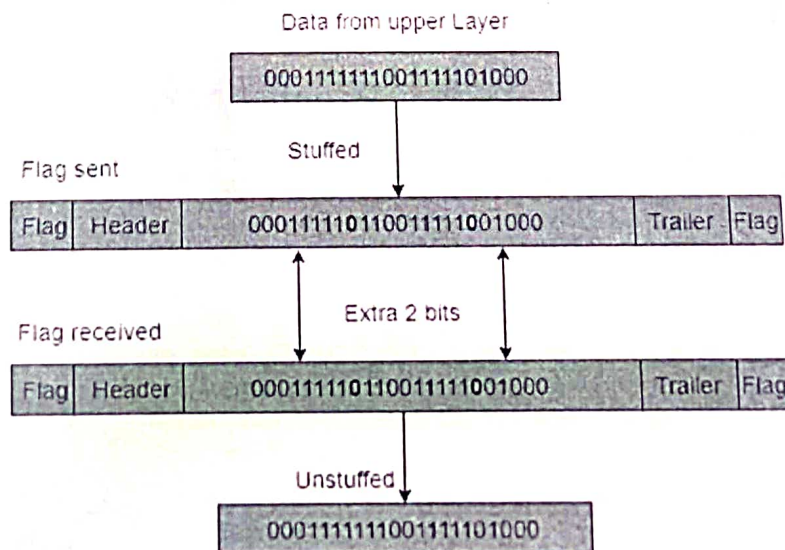 Data from upper Layer
0001111111001111101000
Stuffed
Flag sent
Flag Header 000111110110011111001000 Trailer Flag
Extra 2 bits
Flag received
Flag Header 000111110110011111001000 Trailer Flag
Unstuffed
0001111111001111101000